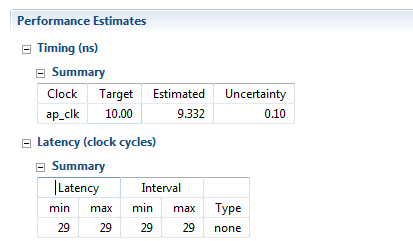 Performance Estimates
Timing (ns)
Summary
Clock Target Estimated Uncertainty
ap_clk 10.00 9.332 0.10
Latency (clock cycles)
Summary
Latency Interval
min max min max Type
29 29 29 29 none